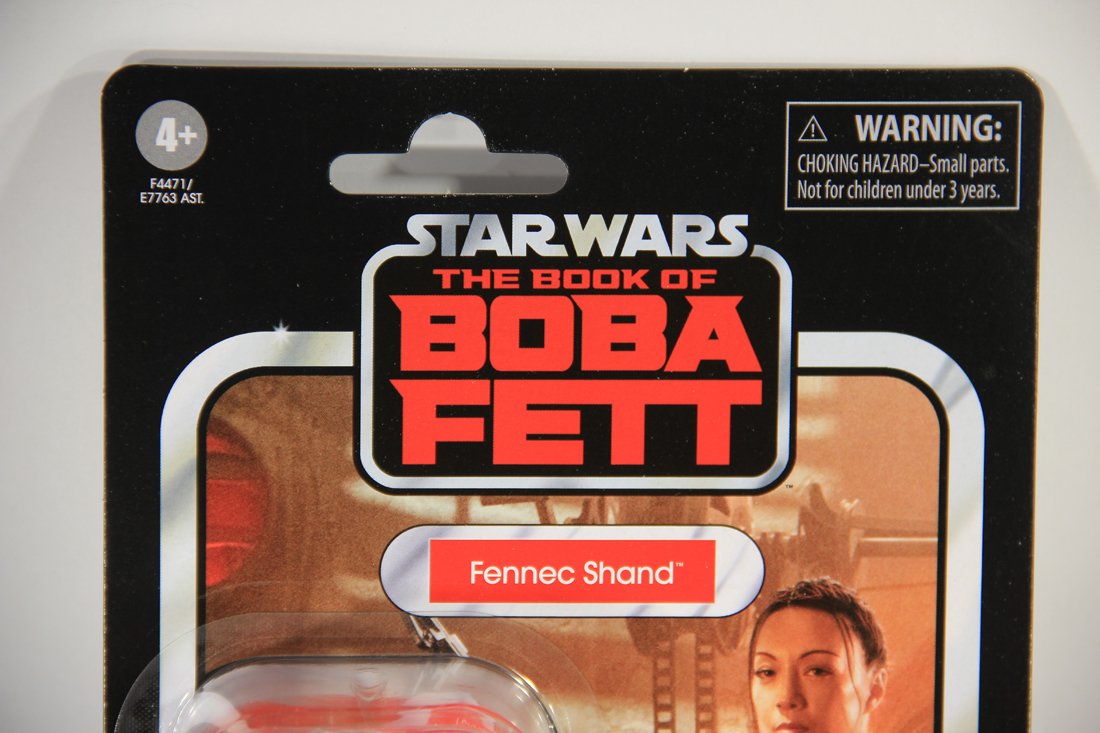 4+
F4471/
E7763 AST.
⚠ WARNING:
CHOKING HAZARD–Small parts.
Not for children under 3 years.
STAR WARS
THE BOOK OF
BOBA
FETT
™
Fennec Shand™